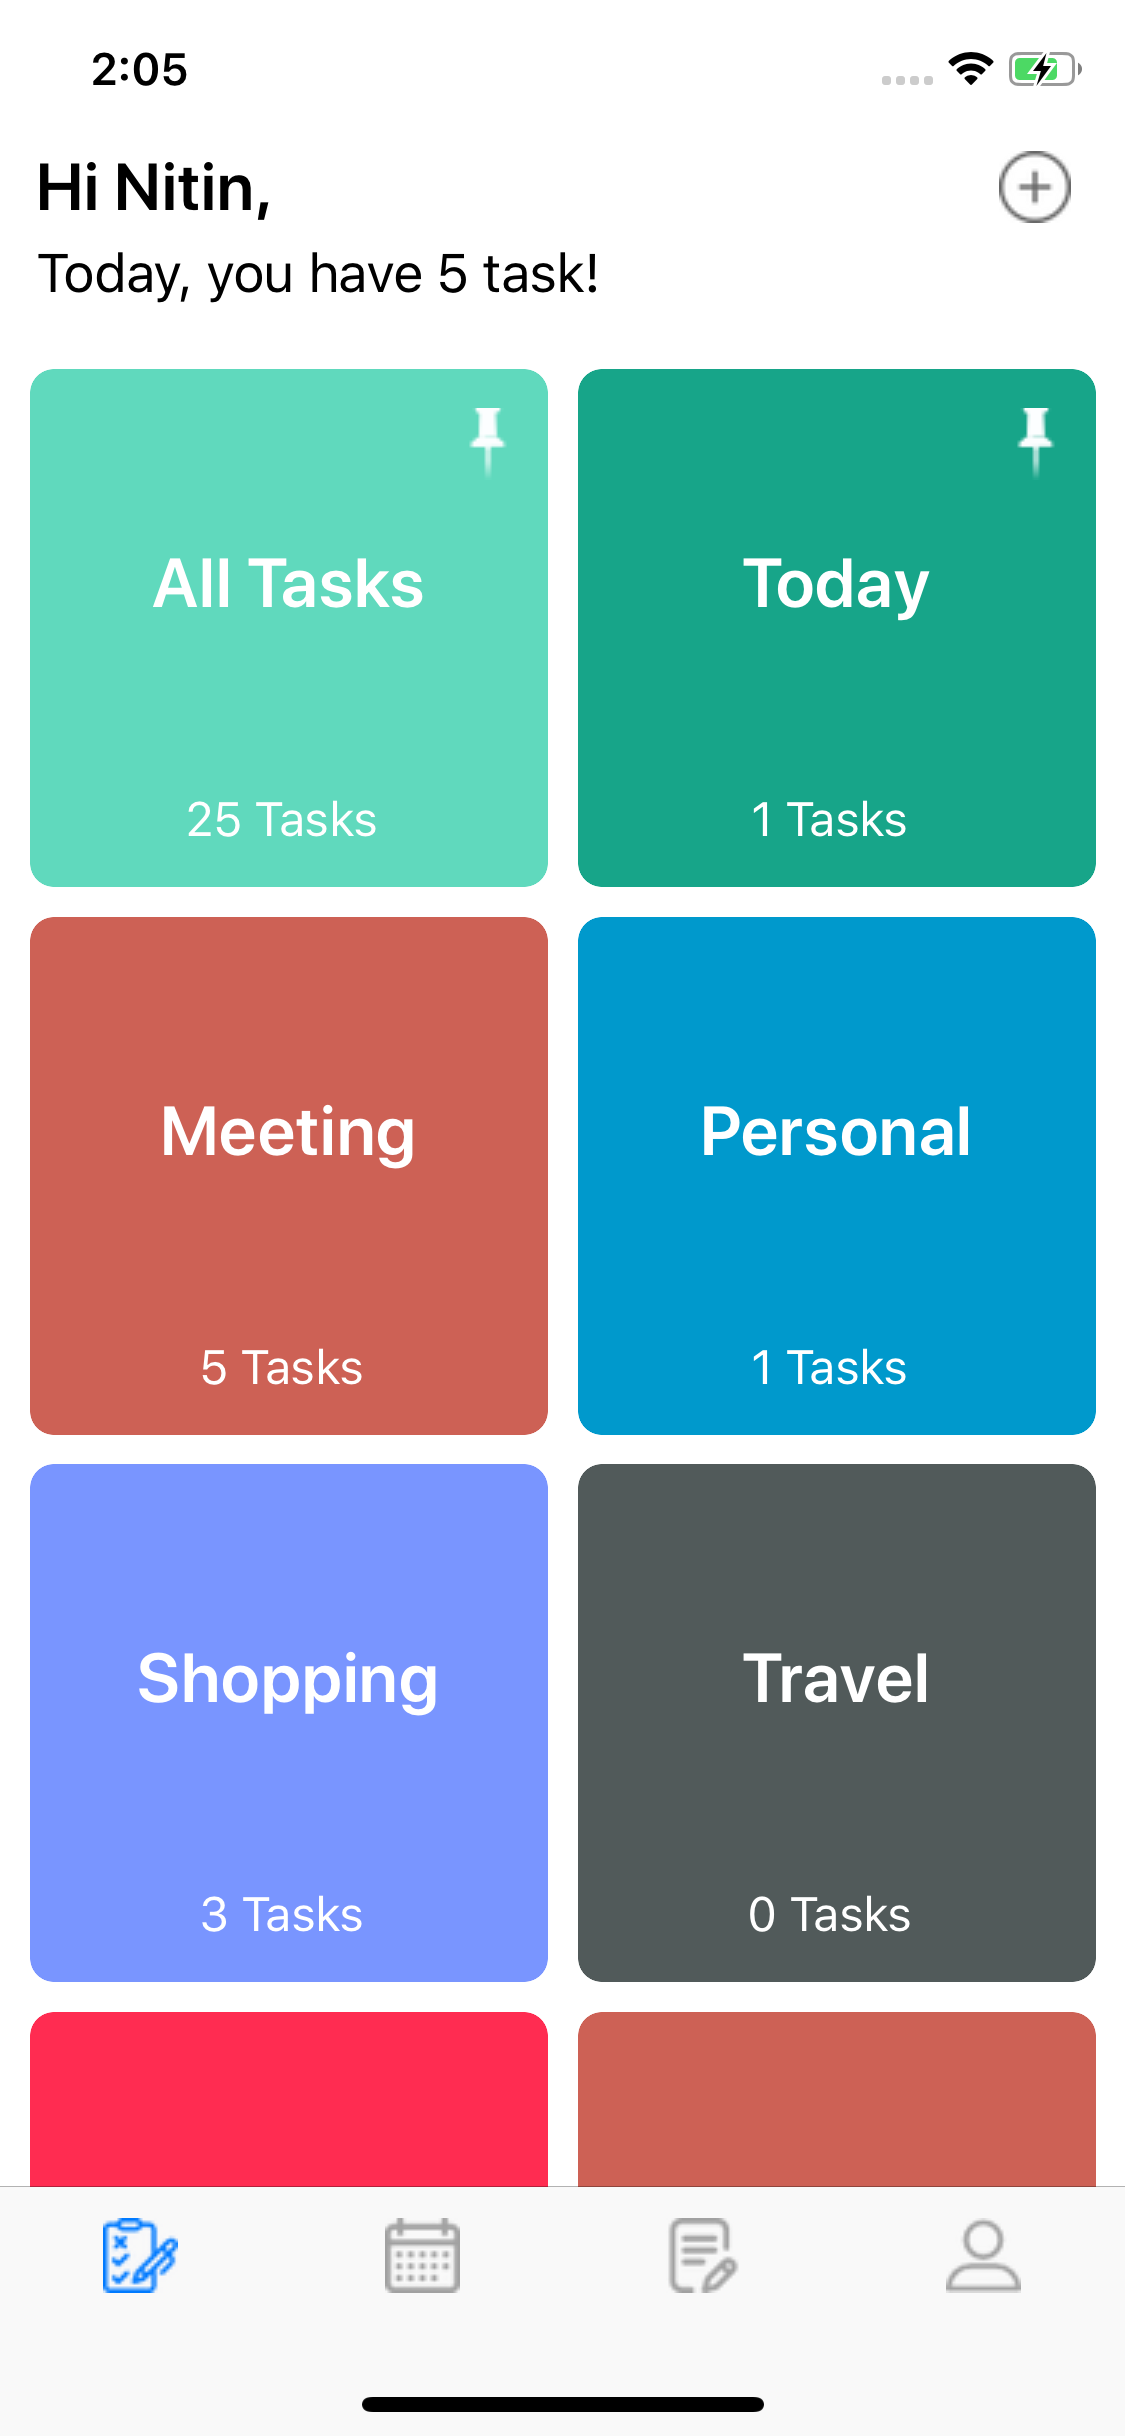 2:05
Hi Nitin,
Today, you have 5 task!
All Tasks
25 Tasks
Today
1 Tasks
Meeting
5 Tasks
Personal
1 Tasks
Shopping
3 Tasks
Travel
0 Tasks